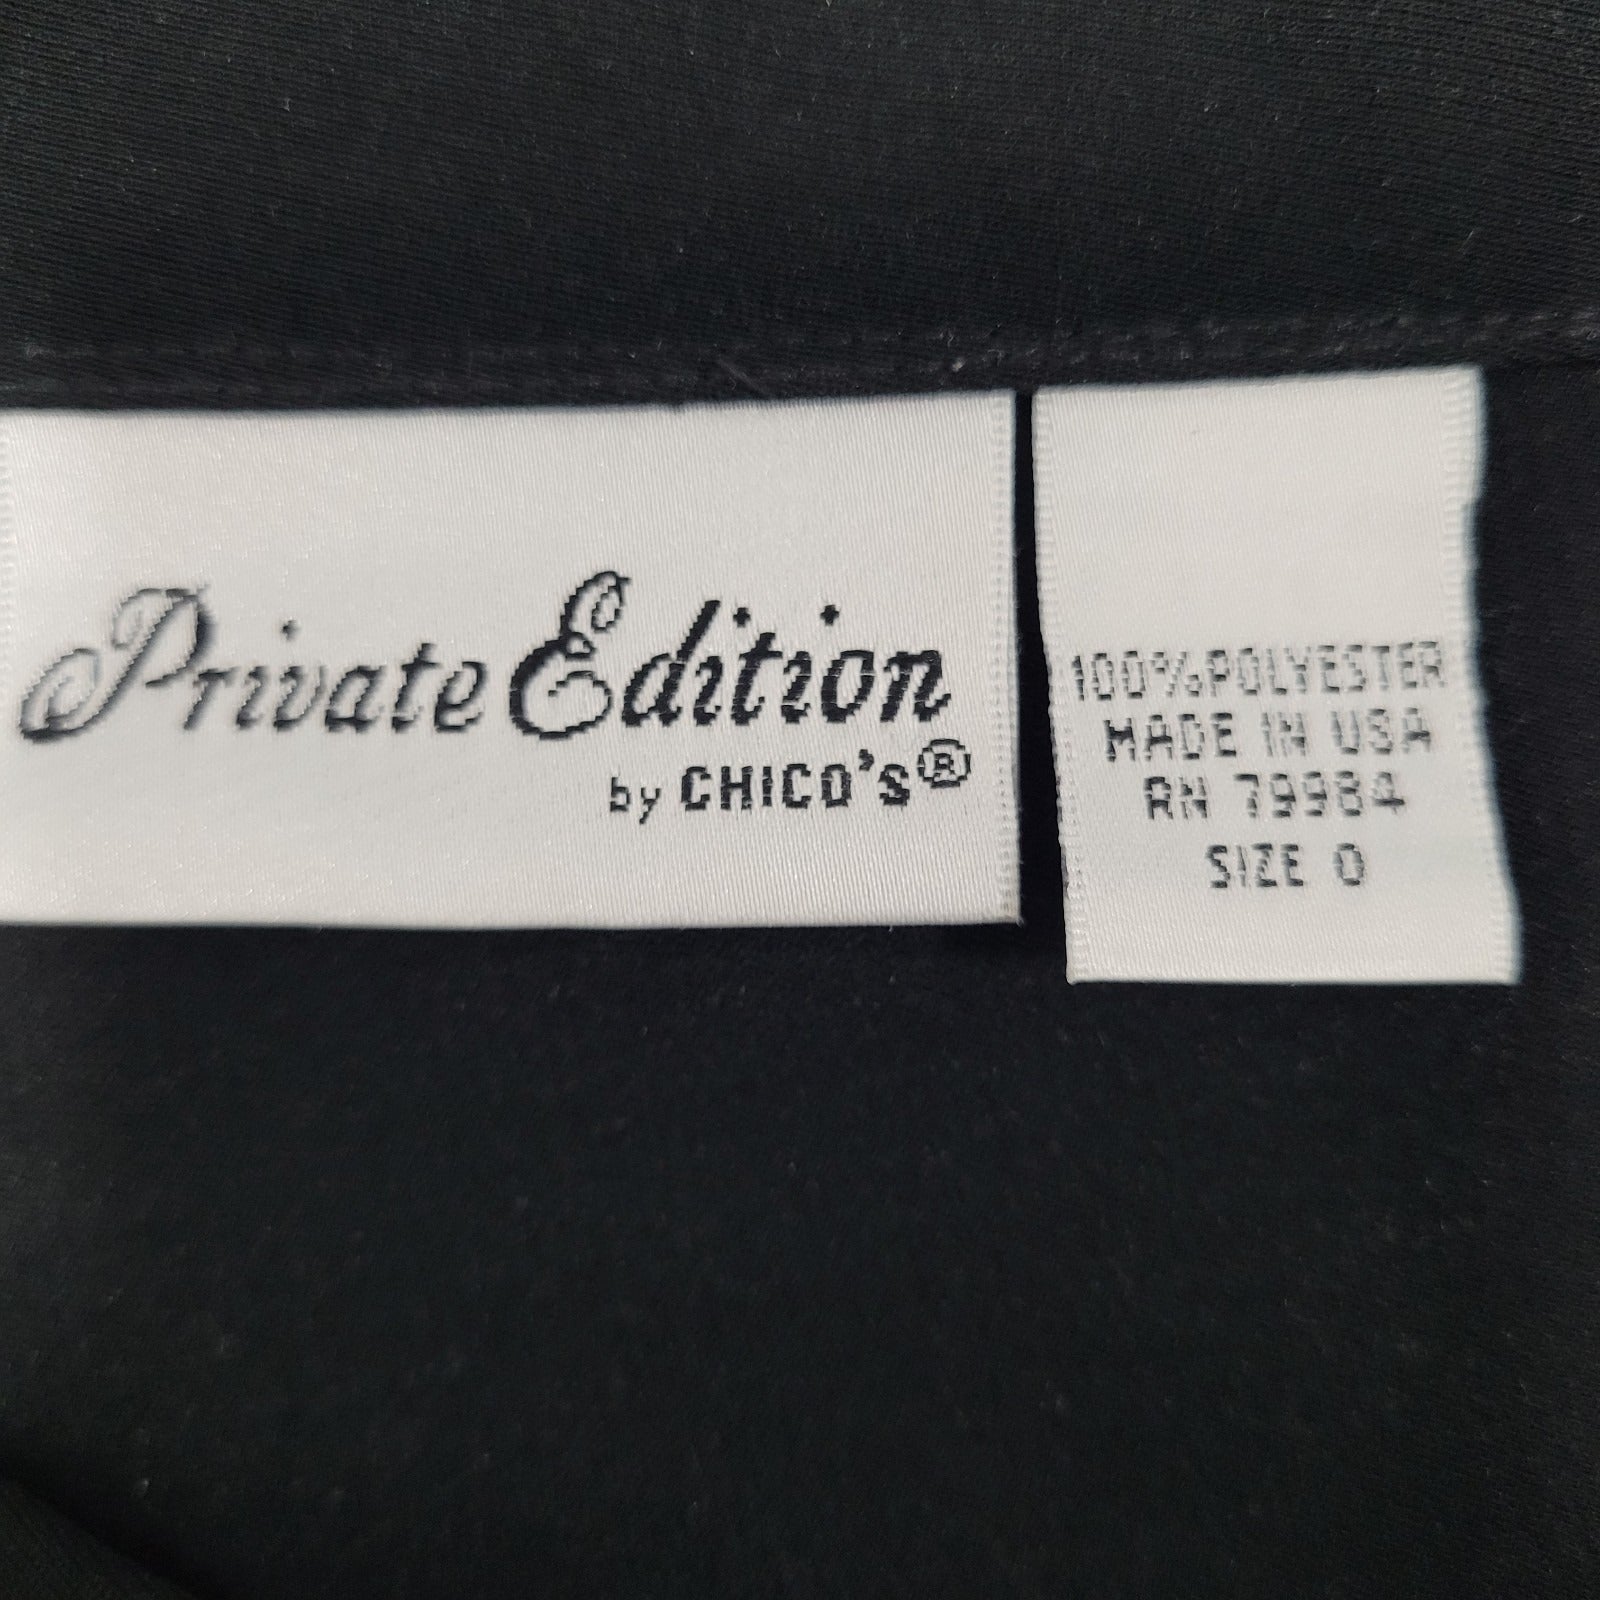 Private Edition
by CHICO'S®
100%POLYESTER
MADE IN USA
RN 79984
SIZE 0